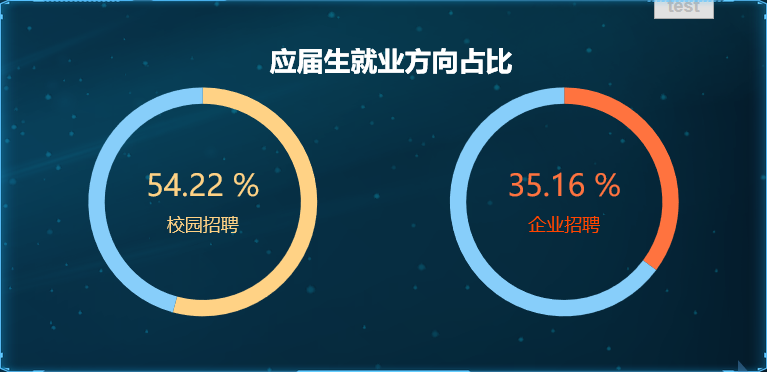 test
应届生就业方向占比
54.22 %
校园招聘
35.16 %
企业招聘